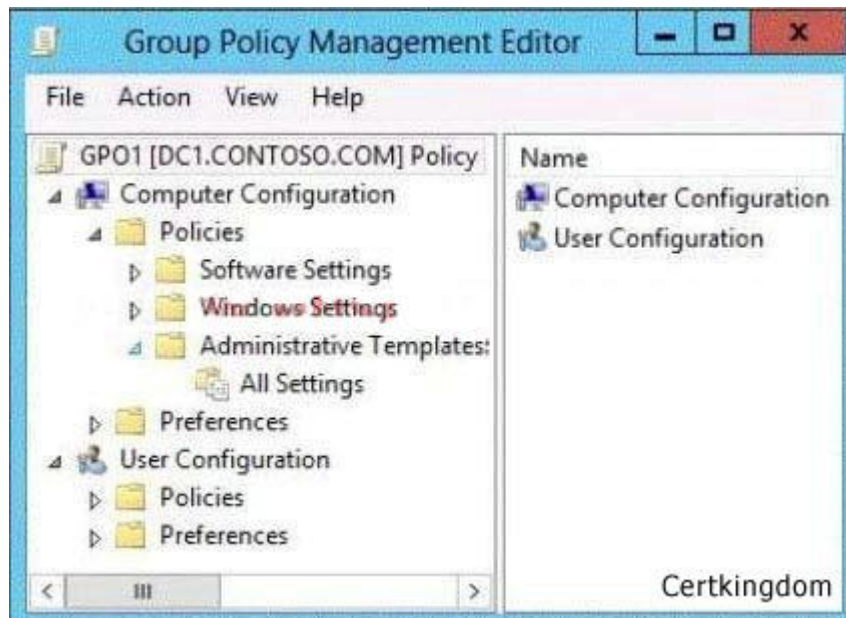 Group Policy Management Editor
File Action View Help
GPO1 [DC1.CONTOSO.COM] Policy
Computer Configuration
Policies
Software Settings
Windows Settings
Administrative Templates:
All Settings
Preferences
User Configuration
Policies
Preferences
Name
Computer Configuration
User Configuration
Certkingdom